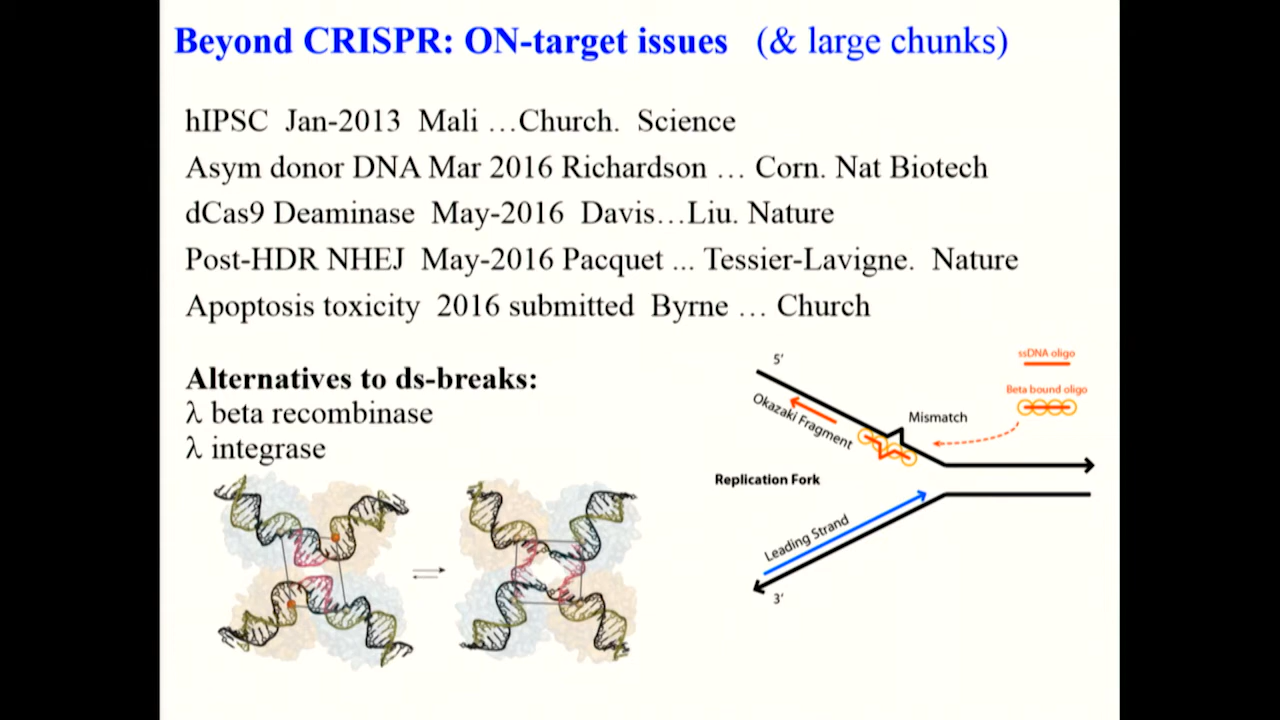 Beyond CRISPR: ON-target issues (& large chunks)
hIPSC Jan-2013 Mali …Church. Science
Asym donor DNA Mar 2016 Richardson … Corn. Nat Biotech
dCas9 Deaminase May-2016 Davis…Liu. Nature
Post-HDR NHEJ May-2016 Pacquet ... Tessier-Lavigne. Nature
Apoptosis toxicity 2016 submitted Byrne … Church
Alternatives to ds-breaks:
λ beta recombinase
λ integrase
5'
ssDNA oligo
Beta bound oligo
Okazaki Fragment
Mismatch
Replication Fork
Leading Strand
3'